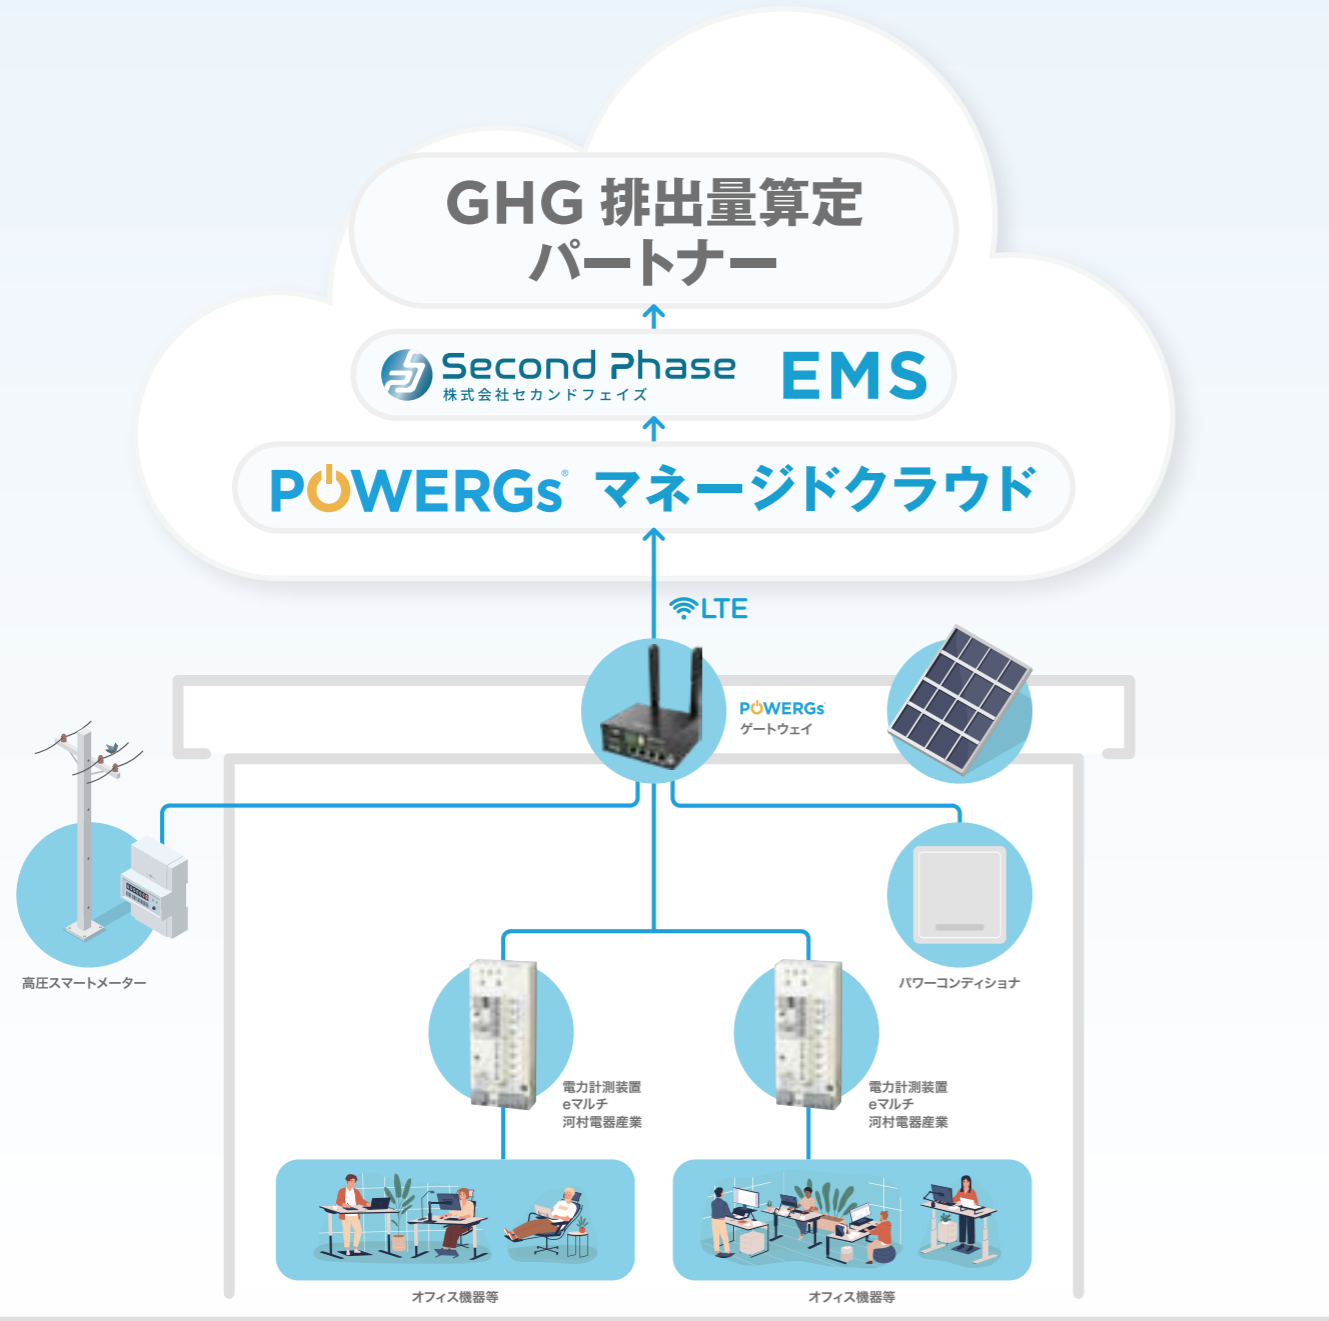 GHG 排出量算定
パートナー
Second Phase
株式会社セカンドフェイズ
EMS
POWERGs® マネージドクラウド
LTE
POWERGs
ゲートウェイ
高圧スマートメーター
パワーコンディショナ
電力計測装置
eマルチ
河村電器産業
電力計測装置
eマルチ
河村電器産業
オフィス機器等
オフィス機器等